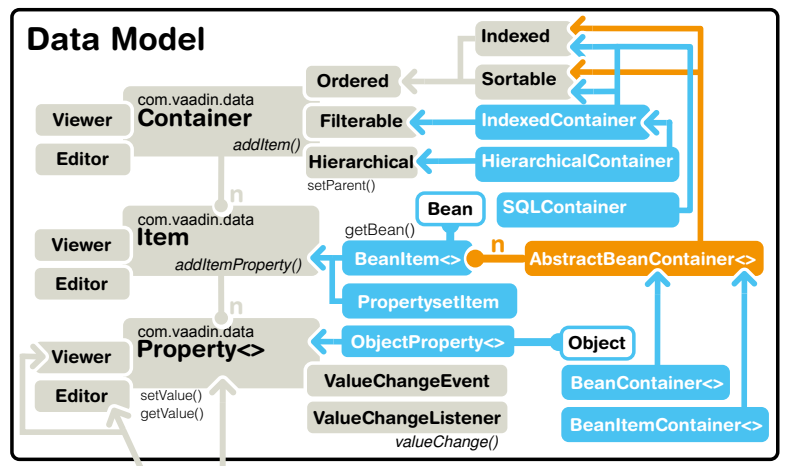 Data Model
Indexed
Ordered
Sortable
com.vaadin.data
Container
addItem()
Viewer
Editor
Filterable
IndexedContainer
Hierarchical
HierarchicalContainer
setParent()
n
Bean
SQLContainer
com.vaadin.data
Item
addItemProperty()
Viewer
Editor
getBean()
BeanItem<>
n
AbstractBeanContainer<>
PropertysetItem
n
com.vaadin.data
Property<>
Viewer
Editor
setValue()
getValue()
ObjectProperty<>
Object
ValueChangeEvent
BeanContainer<>
ValueChangeListener
BeanItemContainer<>
valueChange()